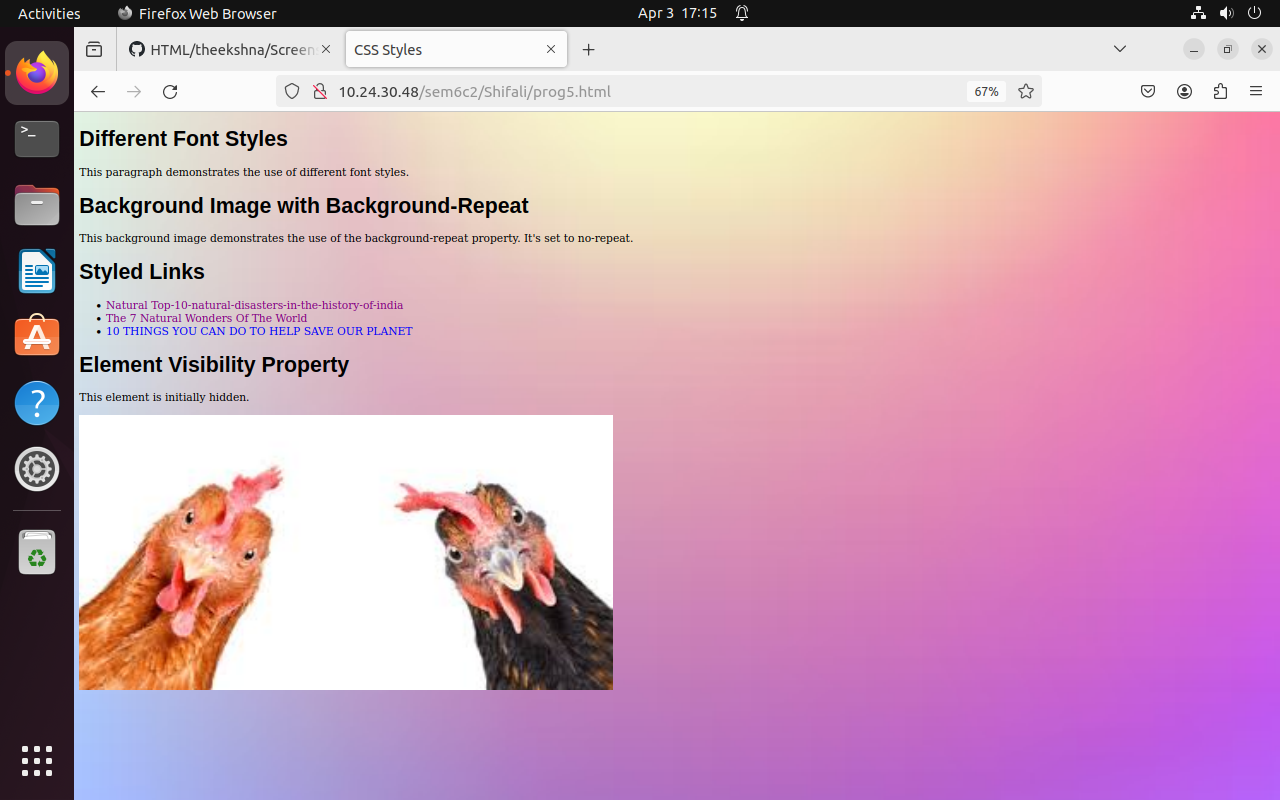 Activities
Firefox Web Browser
Apr 3 17:15
HTML/theekshna/Screen
CSS Styles
10.24.30.48/sem6c2/Shifali/prog5.html
67%
Different Font Styles
This paragraph demonstrates the use of different font styles.
Background Image with Background-Repeat
This background image demonstrates the use of the background-repeat property. It's set to no-repeat.
Styled Links
Natural Top-10-natural-disasters-in-the-history-of-india
The 7 Natural Wonders Of The World
10 THINGS YOU CAN DO TO HELP SAVE OUR PLANET
Element Visibility Property
This element is initially hidden.